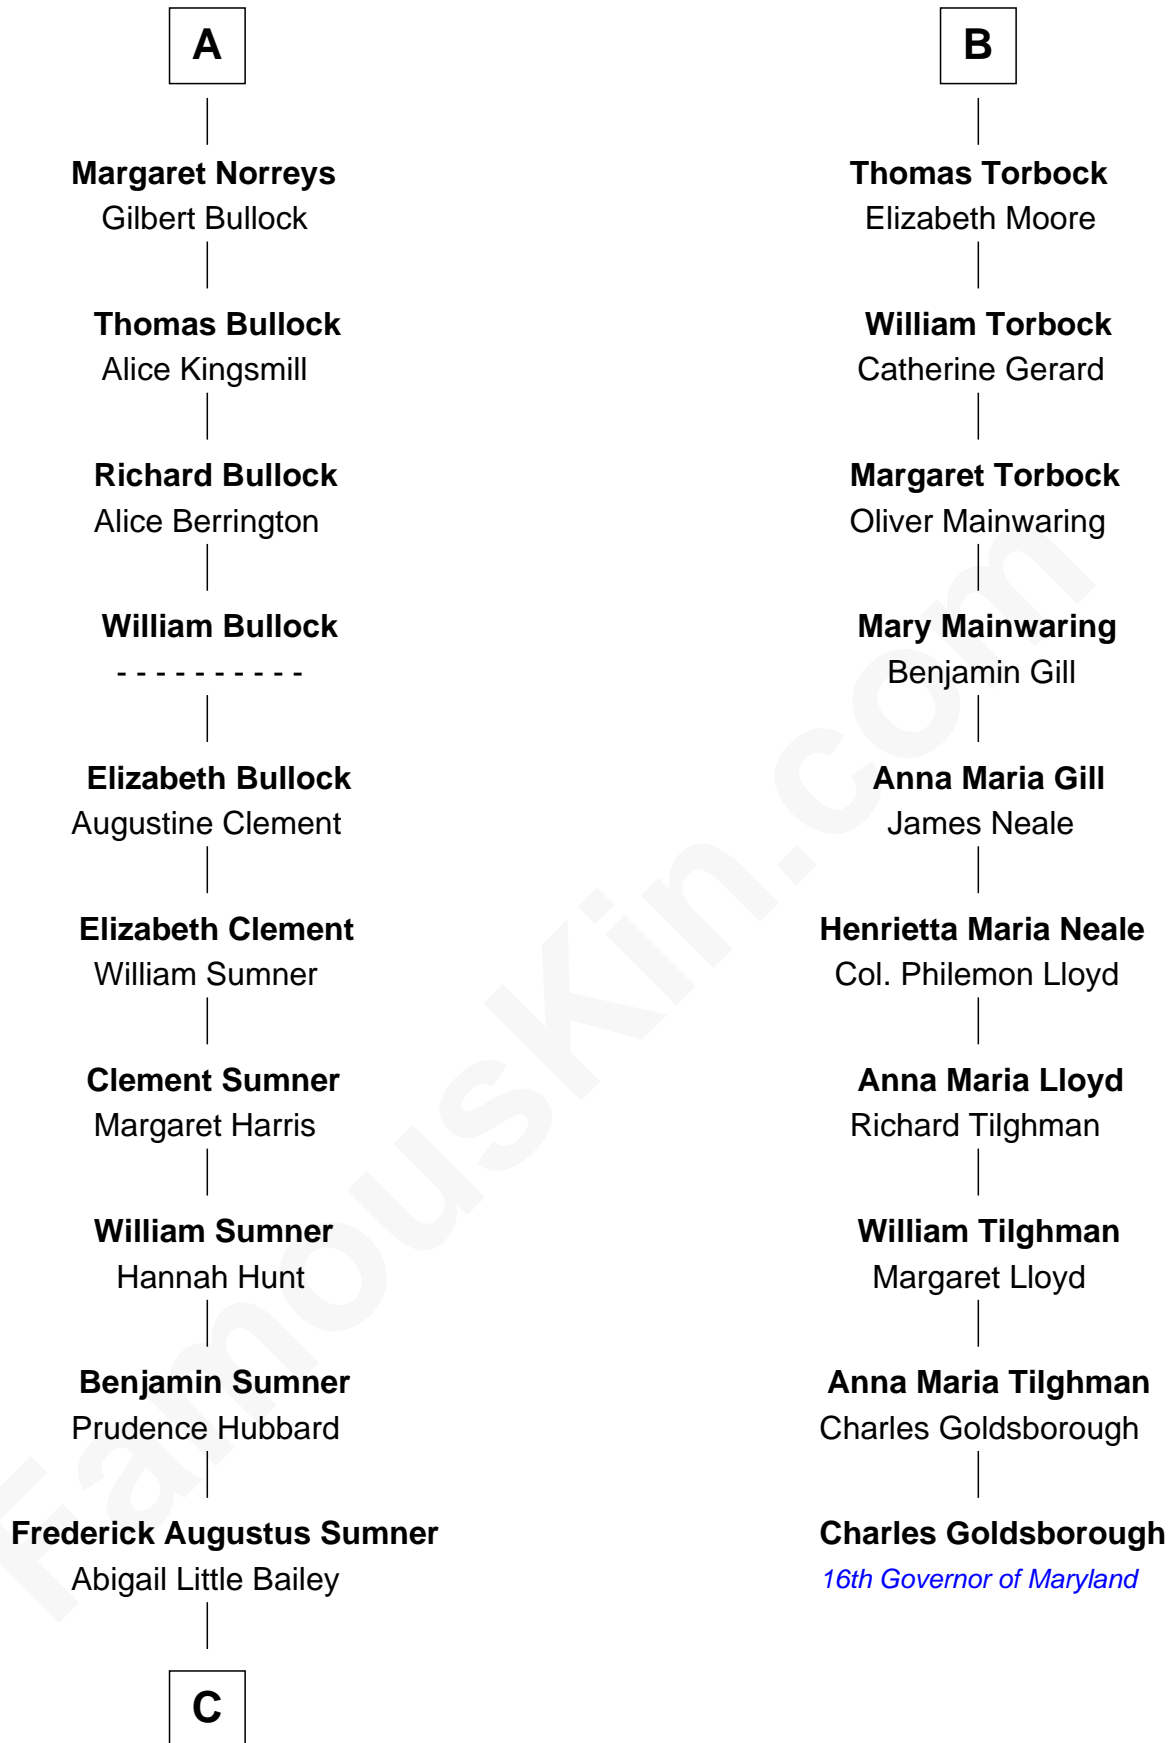 A
Margaret Norreys
Gilbert Bullock
Thomas Bullock
Alice Kingsmill
Richard Bullock
Alice Berrington
William Bullock
- - - - - - - - - -
Elizabeth Bullock
Augustine Clement
Elizabeth Clement
William Sumner
Clement Sumner
Margaret Harris
William Sumner
Hannah Hunt
Benjamin Sumner
Prudence Hubbard
Frederick Augustus Sumner
Abigail Little Bailey
C
B
Thomas Torbock
Elizabeth Moore
William Torbock
Catherine Gerard
Margaret Torbock
Oliver Mainwaring
Mary Mainwaring
Benjamin Gill
Anna Maria Gill
James Neale
Henrietta Maria Neale
Col. Philemon Lloyd
Anna Maria Lloyd
Richard Tilghman
William Tilghman
Margaret Lloyd
Anna Maria Tilghman
Charles Goldsborough
Charles Goldsborough
16th Governor of Maryland
FamousKin.com